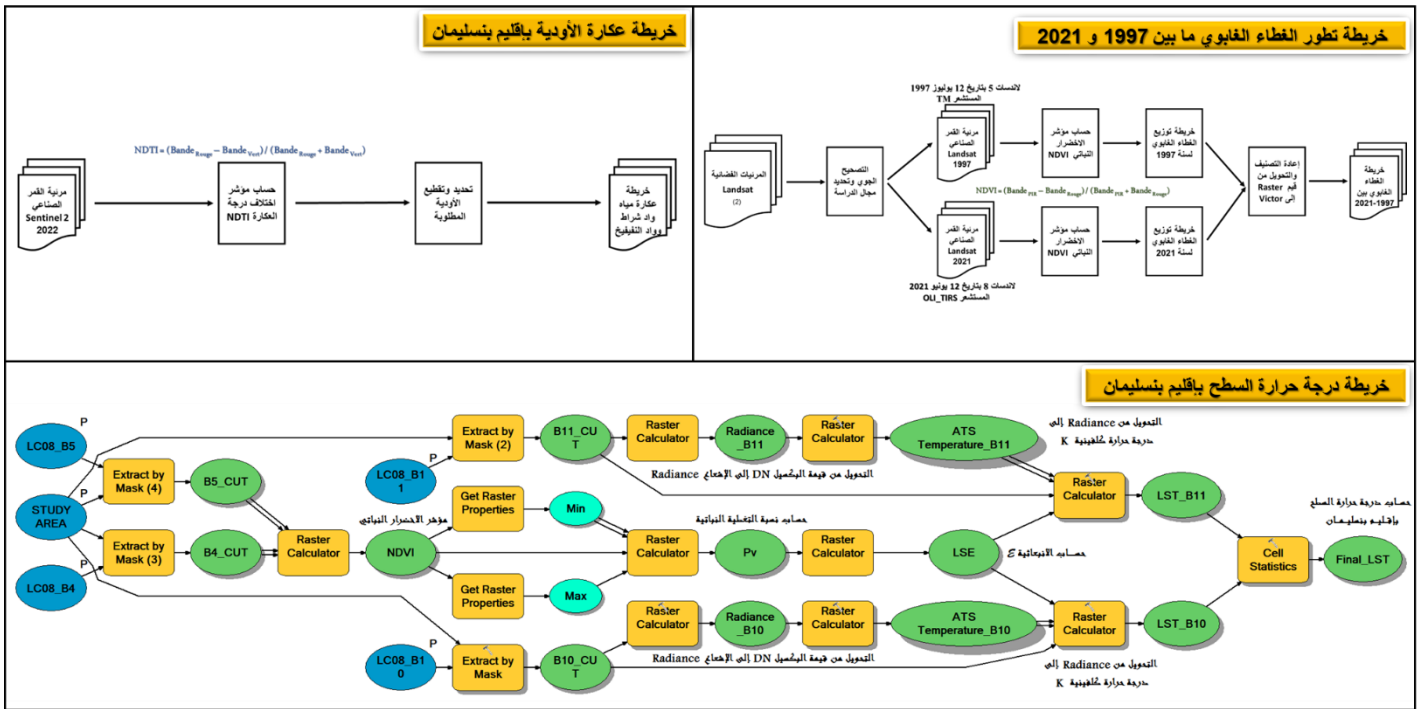 خريطة تطور الغطاء الغابوي ما بين 1997 و 2021
المرئيات الفضائية
Landsat
(2)
التصحيح
الجوي وتحديد
مجال الدراسة
لاندسات 5 بتاريخ 12 يوليوز 1997
المستشعر TM
مرئية القمر
الصناعي
Landsat
1997
حساب مؤشر
الاخضرار
النباتي NDVI
خريطة توزيع
الغطاء الغابوي
لسنة 1997
NDVI = (Bande PIR − Bande Rouge) / (Bande PIR + Bande Rouge)
مرئية القمر
الصناعي
Landsat
2021
لاندسات 8 بتاريخ 12 يوليو 2021
المستشعر OLI_TIRS
حساب مؤشر
الاخضرار
النباتي NDVI
خريطة توزيع
الغطاء الغابوي
لسنة 2021
إعادة التصنيف
والتحويل من
Raster قيم
إلى Victor
خريطة
الغطاء
الغابوي بين
2021-1997
خريطة عكارة الأودية بإقليم بنسليمان
NDTI = (Bande Rouge − Bande Vert) / (Bande Rouge + Bande Vert)
مرئية القمر
الصناعي
Sentinel 2
2022
حساب مؤشر
اختلاف درجة
العكارة NDTI
تحديد وتقطيع
الأودية
المطلوبة
خريطة
عكارة مياه
واد شراط
وواد النفيفيخ
خريطة درجة حرارة السطح بإقليم بنسليمان
P
LC08_B5
P
STUDY
AREA
P
LC08_B4
Extract by
Mask (4)
Extract by
Mask (3)
B5_CUT
B4_CUT
Raster
Calculator
مؤشر الاخضرار النباتي
NDVI
P
LC08_B1
1
Extract by
Mask (2)
B11_CU
T
Raster
Calculator
Radiance
_B11
Raster
Calculator
ATS
Temperature_B11
التحويل من Radiance إلى
درجة حرارة كلفينية K
التحويل من قيمة البكسيل DN إلى الإشعاع Radiance
Get Raster
Properties
Min
Get Raster
Properties
Max
حساب نسبة التغطية النباتية
Raster
Calculator
Pv
Raster
Calculator
LSE
حساب الانبعاثية ε
Raster
Calculator
LST_B11
حساب درجة حرارة السطح
بإقليم بنسليمان
Cell
Statistics
Final_LST
P
LC08_B1
0
Extract by
Mask
B10_CU
T
Raster
Calculator
Radiance
_B10
Raster
Calculator
ATS
Temperature_B10
Raster
Calculator
LST_B10
التحويل من قيمة البكسيل DN إلى الإشعاع Radiance
التحويل من Radiance إلى
درجة حرارة كلفينية K